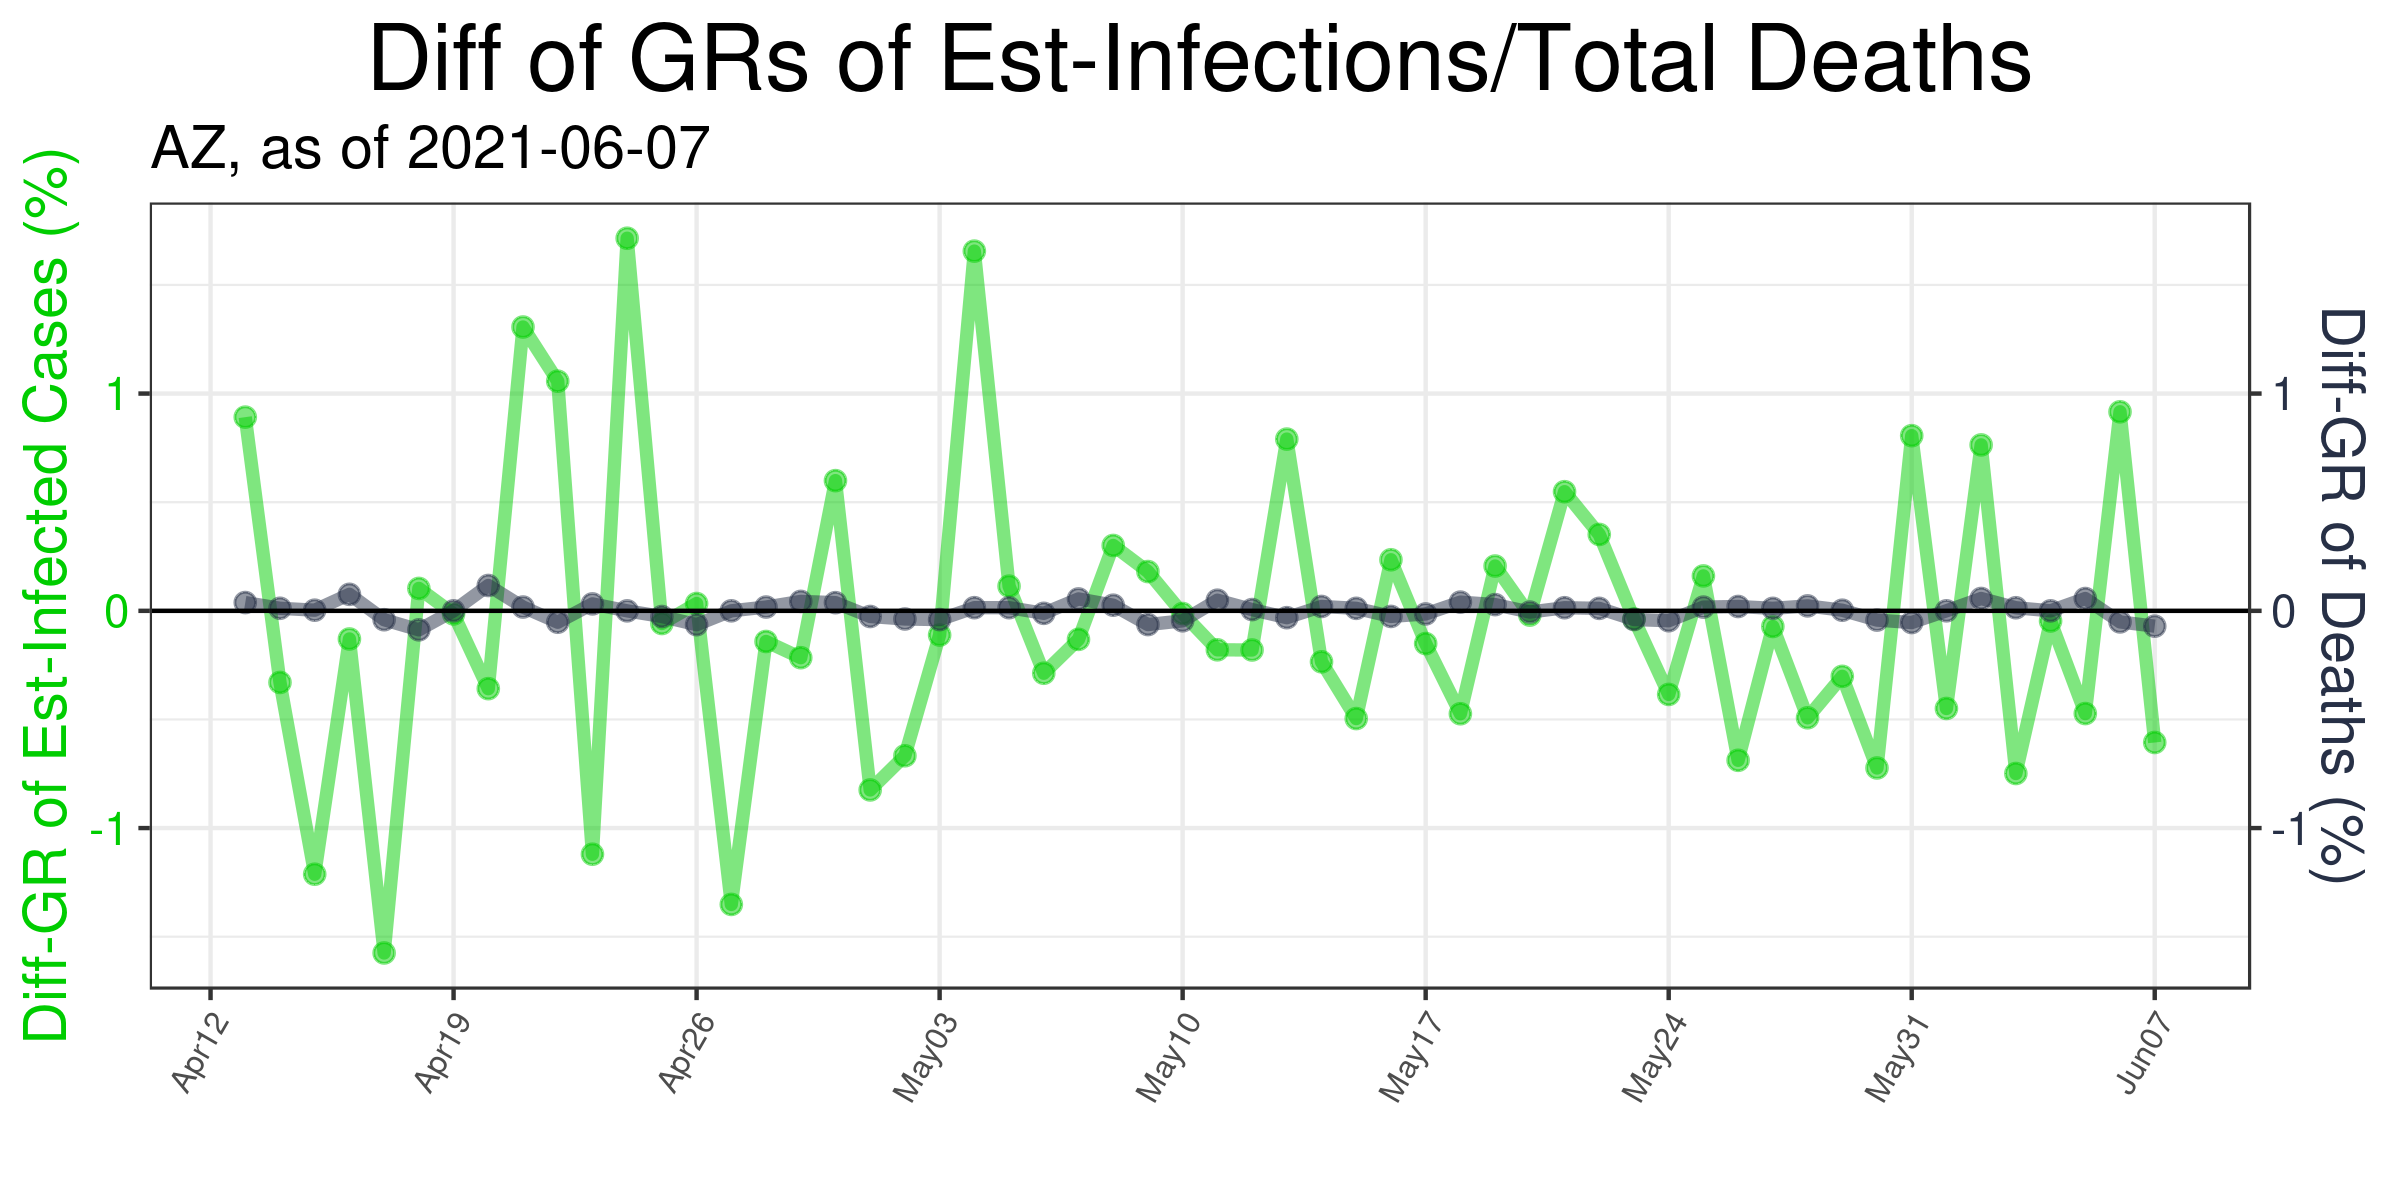 Diff of GRs of Est-Infections/Total Deaths
AZ, as of 2021-06-07
Diff-GR of Est-Infected Cases (%)
1
0
-1
1
0
-1
Diff-GR of Deaths (%)
Apr12
Apr19
Apr26
May03
May10
May17
May24
May31
Jun07